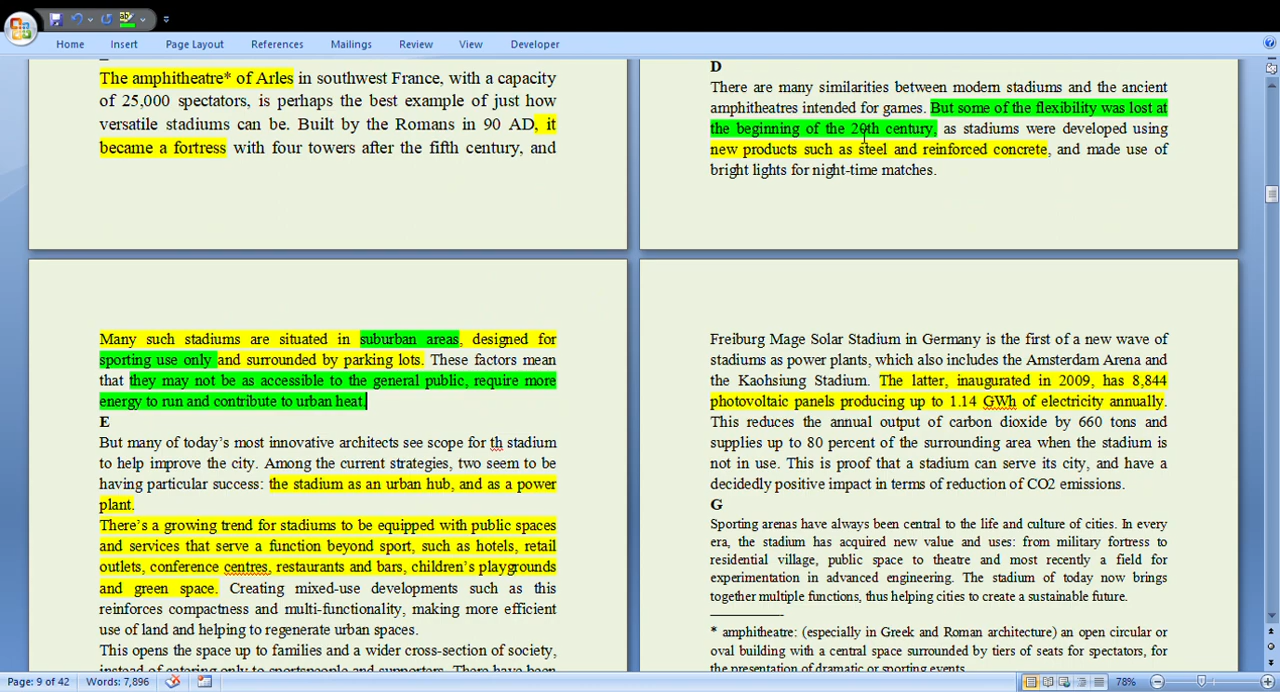 Home Insert Page Layout References Mailings Review View Developer
The amphitheatre* of Arles in southwest France, with a capacity
of 25,000 spectators, is perhaps the best example of just how
versatile stadiums can be. Built by the Romans in 90 AD, it
became a fortress with four towers after the fifth century, and
D
There are many similarities between modern stadiums and the ancient
amphitheatres intended for games. But some of the flexibility was lost at
the beginning of the 20th century, as stadiums were developed using
new products such as steel and reinforced concrete, and made use of
bright lights for night-time matches.
Many such stadiums are situated in suburban areas, designed for
sporting use only and surrounded by parking lots. These factors mean
that they may not be as accessible to the general public, require more
energy to run and contribute to urban heat.
E
But many of today's most innovative architects see scope for th stadium
to help improve the city. Among the current strategies, two seem to be
having particular success: the stadium as an urban hub, and as a power
plant.
There's a growing trend for stadiums to be equipped with public spaces
and services that serve a function beyond sport, such as hotels, retail
outlets, conference centres, restaurants and bars, children's playgrounds
and green space. Creating mixed-use developments such as this
reinforces compactness and multi-functionality, making more efficient
use of land and helping to regenerate urban spaces.
This opens the space up to families and a wider cross-section of society,
instead of catering only to sportspeople and supporters. There have been
Freiburg Mage Solar Stadium in Germany is the first of a new wave of
stadiums as power plants, which also includes the Amsterdam Arena and
the Kaohsiung Stadium. The latter, inaugurated in 2009, has 8,844
photovoltaic panels producing up to 1.14 GWh of electricity annually.
This reduces the annual output of carbon dioxide by 660 tons and
supplies up to 80 percent of the surrounding area when the stadium is
not in use. This is proof that a stadium can serve its city, and have a
decidedly positive impact in terms of reduction of CO2 emissions.
G
Sporting arenas have always been central to the life and culture of cities. In every
era, the stadium has acquired new value and uses: from military fortress to
residential village, public space to theatre and most recently a field for
experimentation in advanced engineering. The stadium of today now brings
together multiple functions, thus helping cities to create a sustainable future.
* amphitheatre: (especially in Greek and Roman architecture) an open circular or
oval building with a central space surrounded by tiers of seats for spectators, for
the presentation of dramatic or sporting events
Page: 9 of 42 Words: 7,896 78%